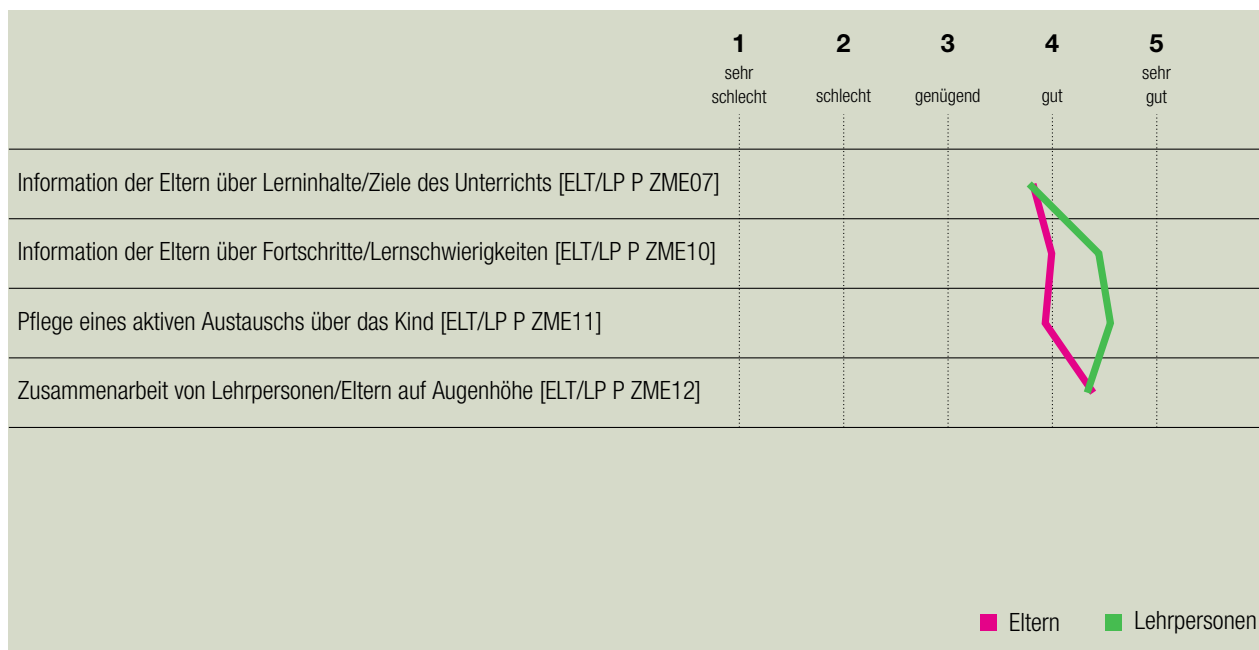 1 2 3 4 5
sehr schlecht schlecht genügend gut sehr gut
Information der Eltern über Lerninhalte/Ziele des Unterrichts [ELT/LP P ZME07]
Information der Eltern über Fortschritte/Lernschwierigkeiten [ELT/LP P ZME10]
Pflege eines aktiven Austauschs über das Kind [ELT/LP P ZME11]
Zusammenarbeit von Lehrpersonen/Eltern auf Augenhöhe [ELT/LP P ZME12]
Eltern Lehrpersonen